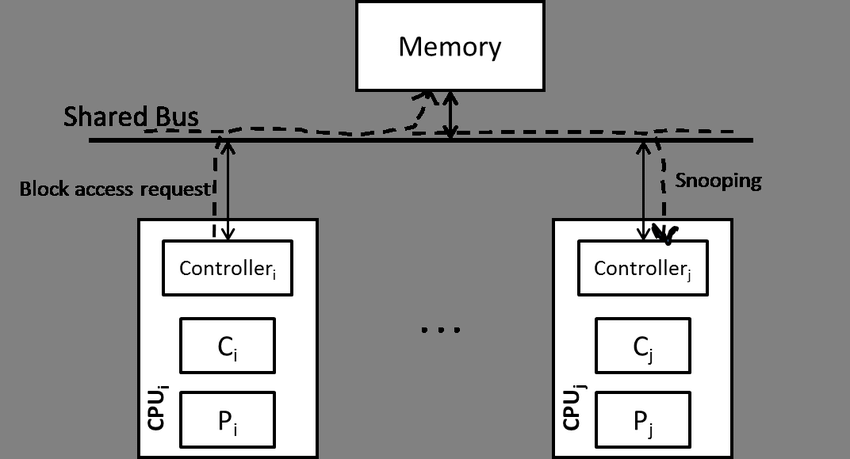 Memory
Shared Bus
Block access request
Snooping
Controllerᵢ
Controllerⱼ
...
Cᵢ
Cⱼ
CPUᵢ
CPUⱼ
Pᵢ
Pⱼ